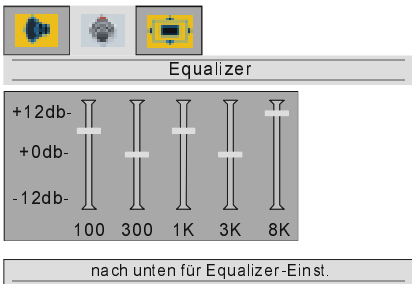 Equalizer
+12db-
+0db-
-12db-
100 300 1K 3K 8K
nach unten für Equalizer-Einst.